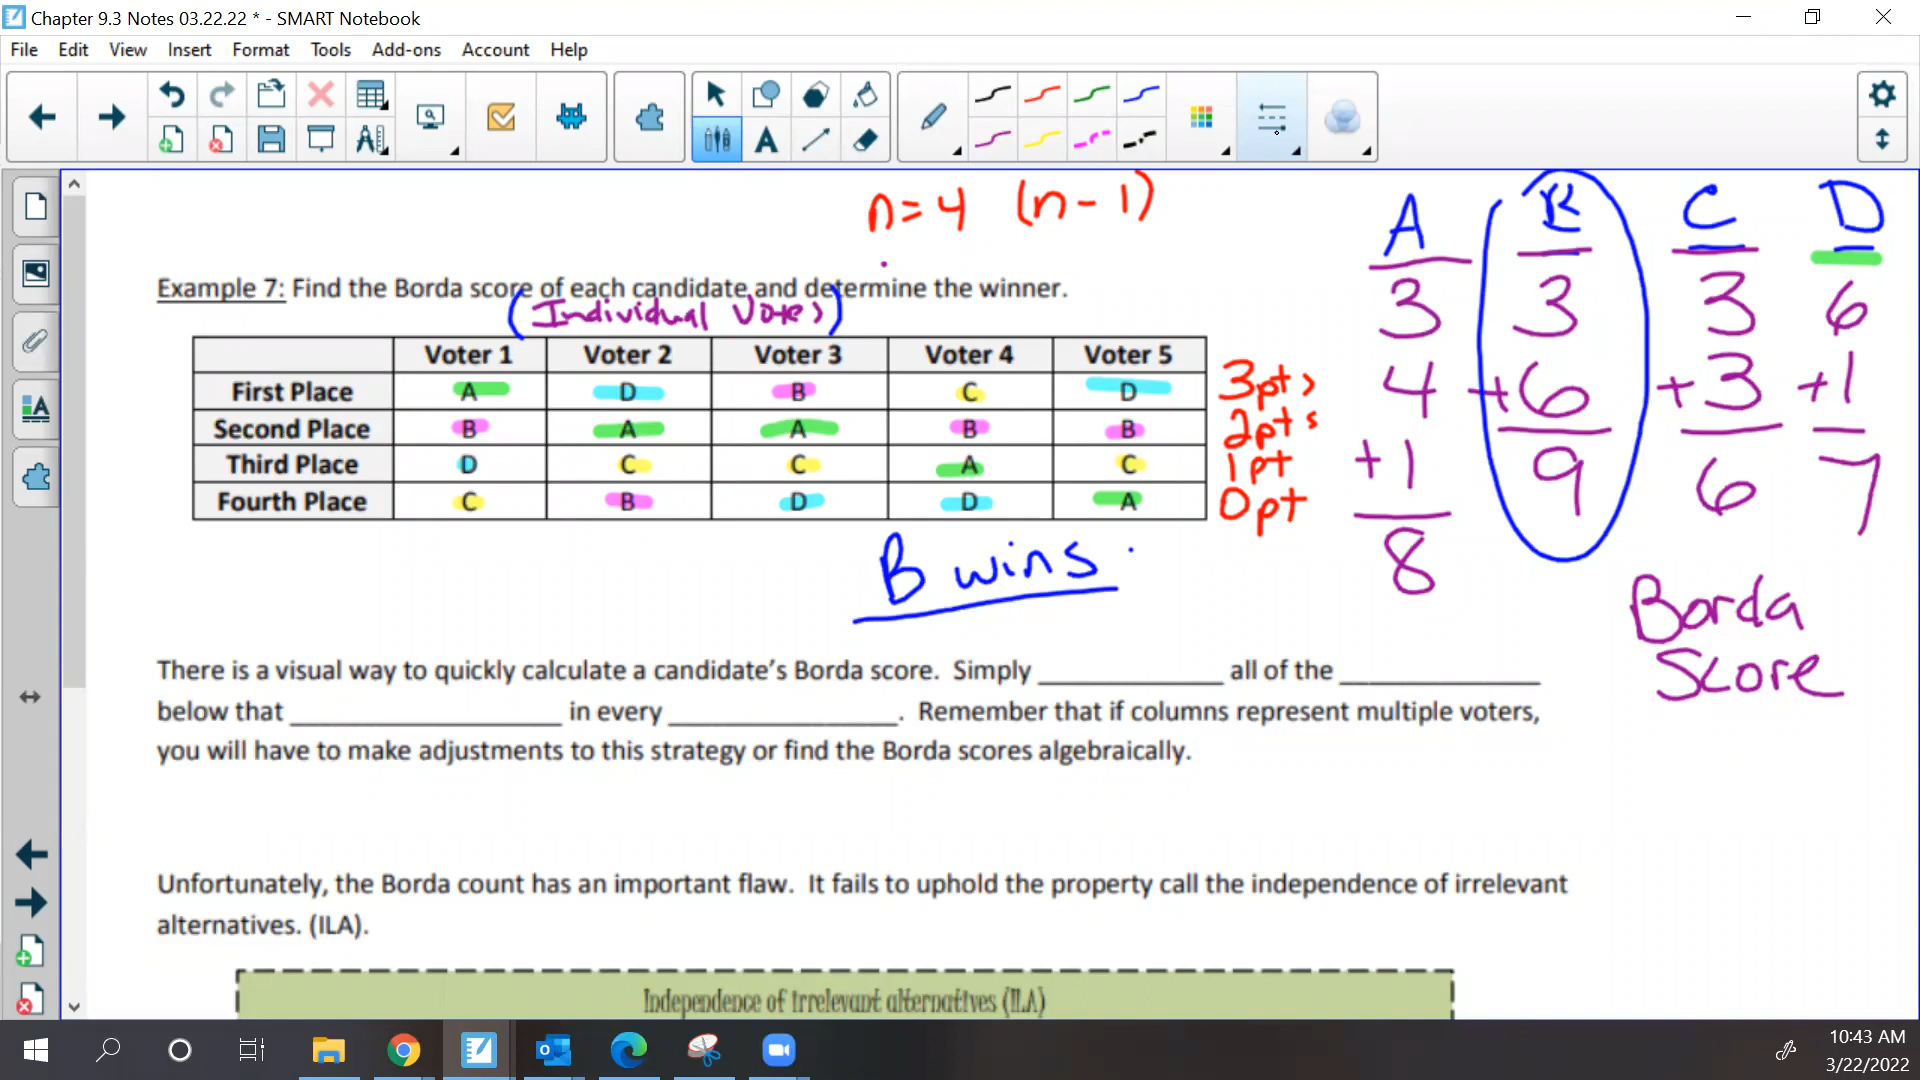 Chapter 9.3 Notes 03.22.22 * - SMART Notebook
File Edit View Insert Format Tools Add-ons Account Help
n=4 (n-1)
Example 7: Find the Borda score of each candidate and determine the winner.
(Individual Votes)
Voter 1 Voter 2 Voter 3 Voter 4 Voter 5
First Place A D B C D 3pts
Second Place B A A B B 2pts
Third Place D C C A C 1pt
Fourth Place C B D D A 0pt
A B C D
3 3 3 6
4 +6 +3 +1
+1 9 6 7
8
B wins
Borda
Score
There is a visual way to quickly calculate a candidate's Borda score. Simply ______________ all of the _______________
below that ____________________ in every _________________. Remember that if columns represent multiple voters,
you will have to make adjustments to this strategy or find the Borda scores algebraically.
Unfortunately, the Borda count has an important flaw. It fails to uphold the property call the independence of irrelevant
alternatives. (ILA).
Independence of irrelevant alternatives (ILA)
10:43 AM
3/22/2022